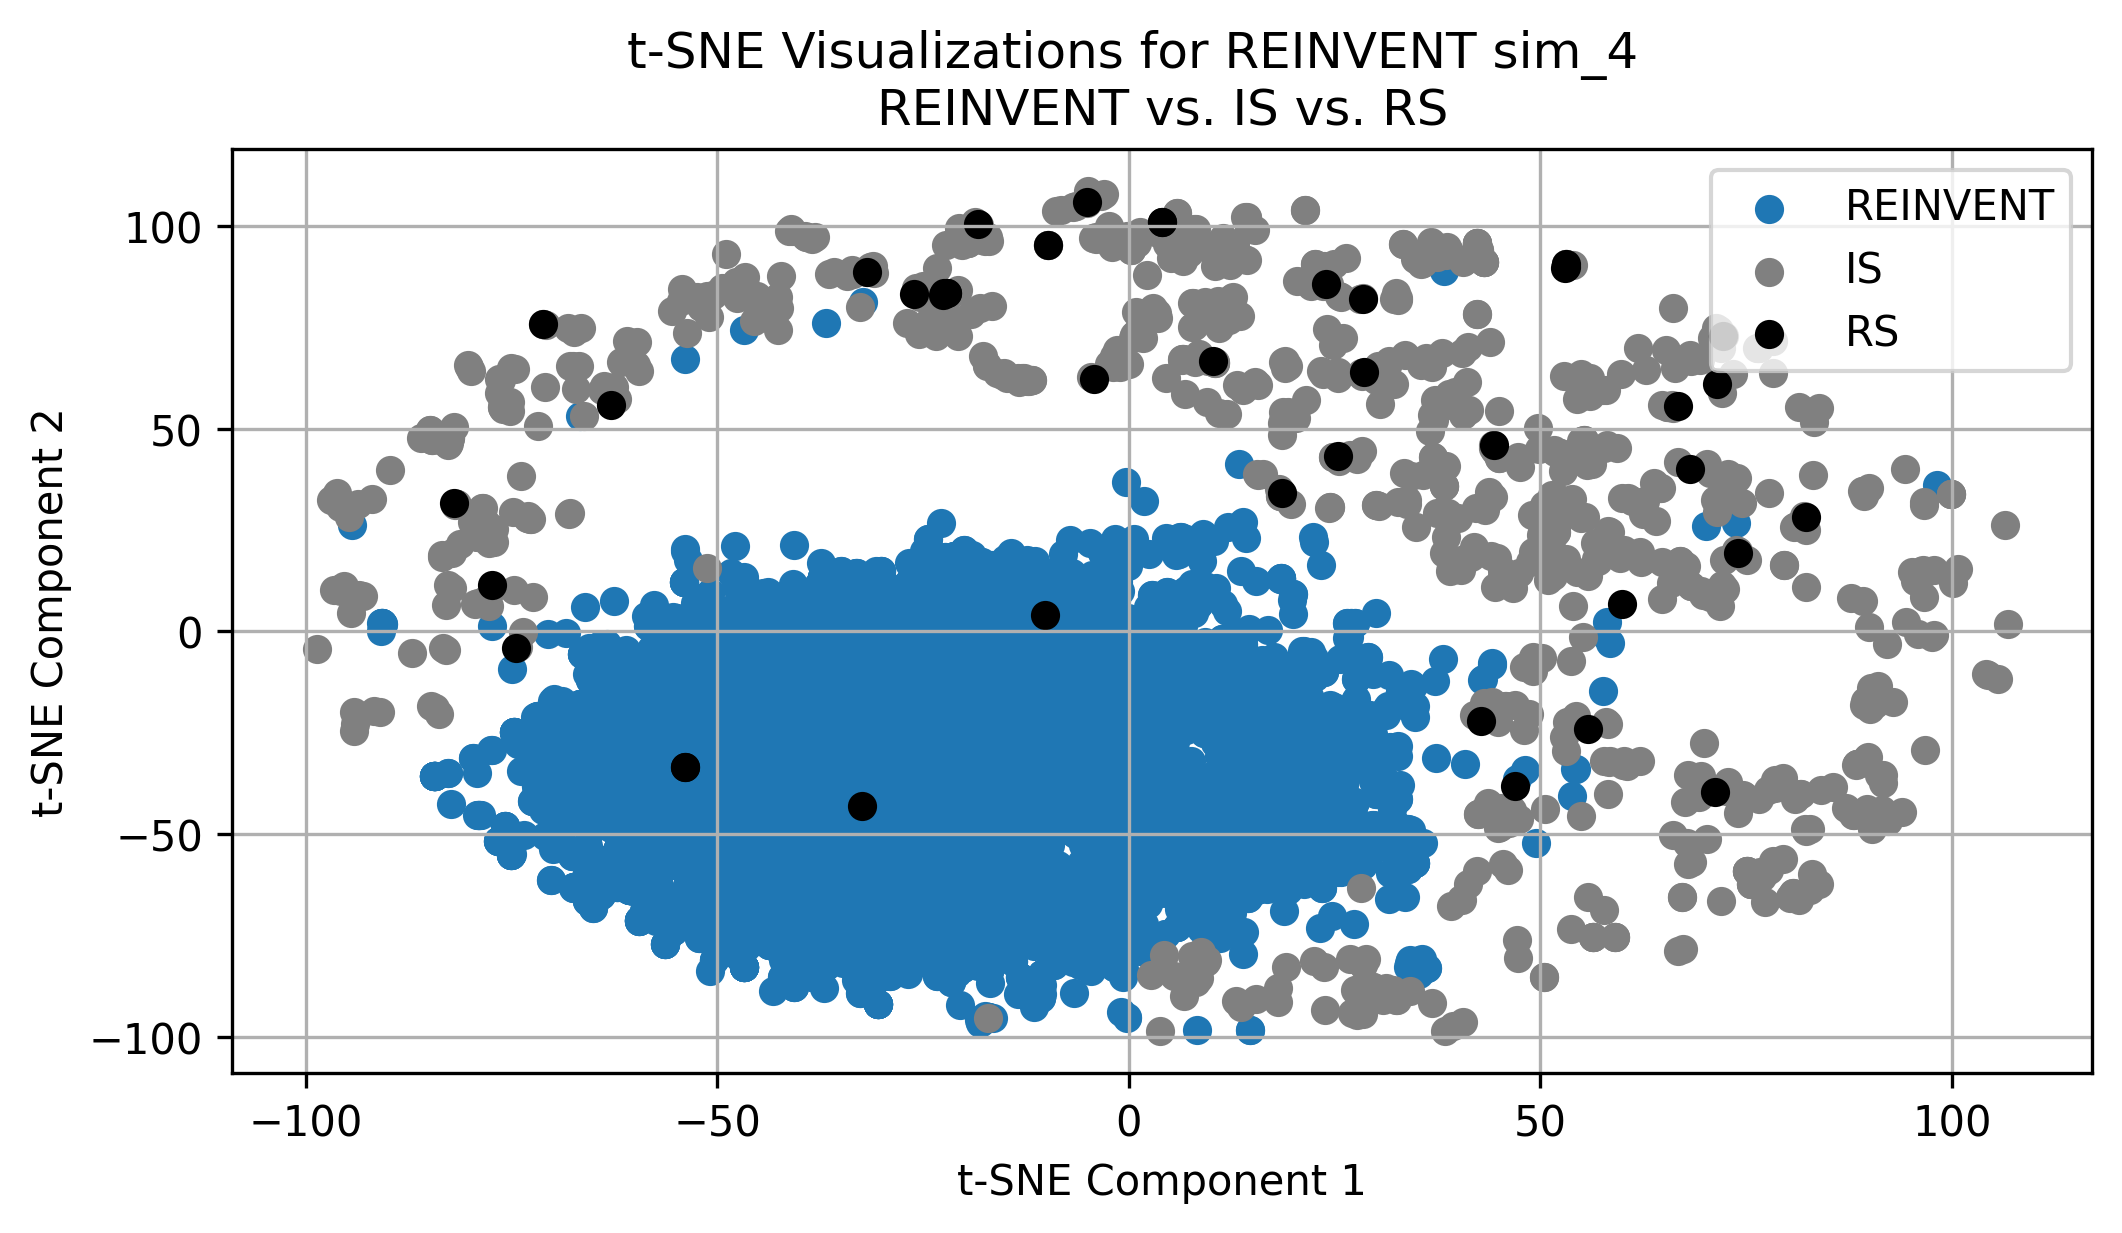 t-SNE Visualizations for REINVENT sim_4
REINVENT vs. IS vs. RS
REINVENT
IS
RS
t-SNE Component 2
100
50
0
−50
−100
−100
−50
0
50
100
t-SNE Component 1